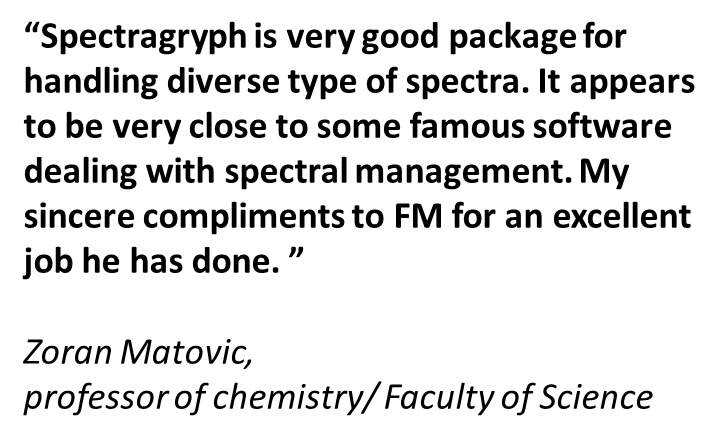 “Spectragryph is very good package for
handling diverse type of spectra. It appears
to be very close to some famous software
dealing with spectral management. My
sincere compliments to FM for an excellent
job he has done. ”
Zoran Matovic,
professor of chemistry/ Faculty of Science